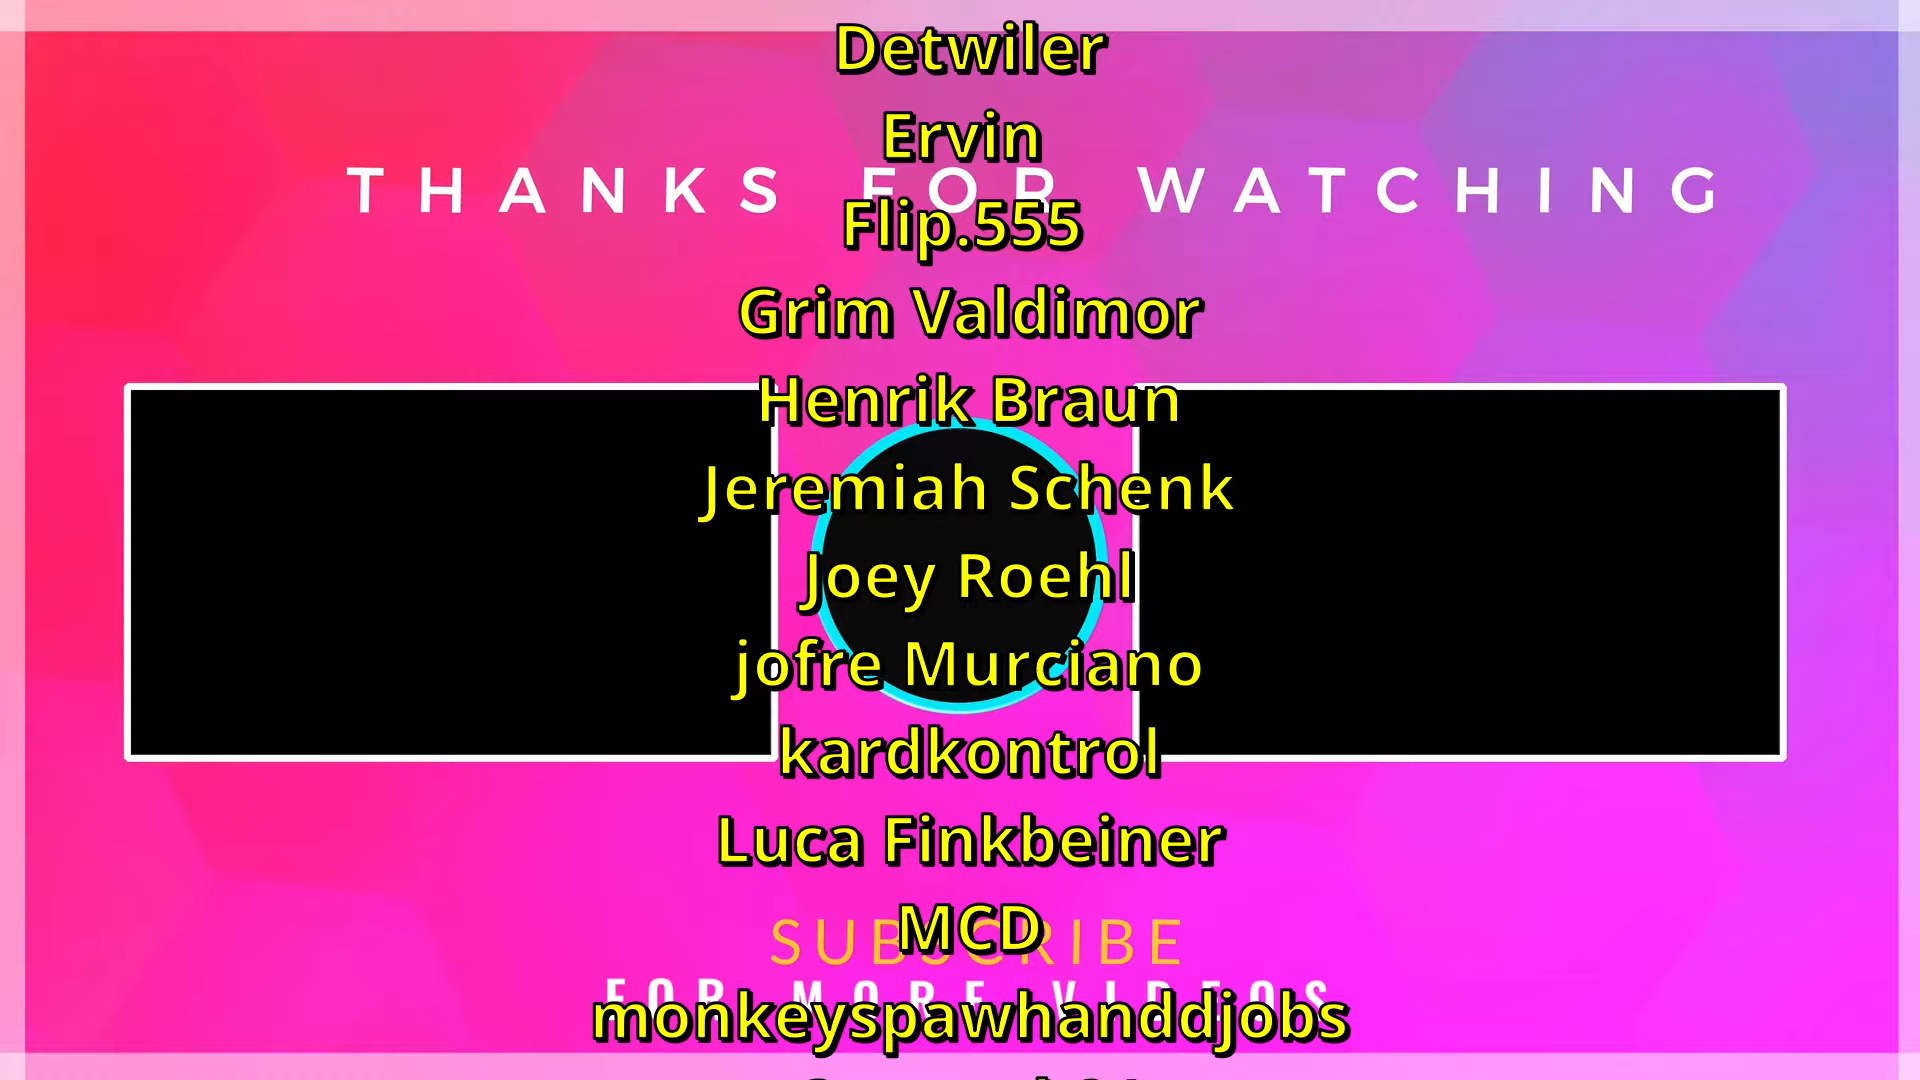 Detwiler
Ervin
THANKS FOR WATCHING
Flip.555
Grim Valdimor
Henrik Braun
Jeremiah Schenk
Joey Roehl
jofre Murciano
kardkontrol
Luca Finkbeiner
MCD
SUBSCRIBE
FOR MORE VIDEOS
monkeyspawhanddjobs